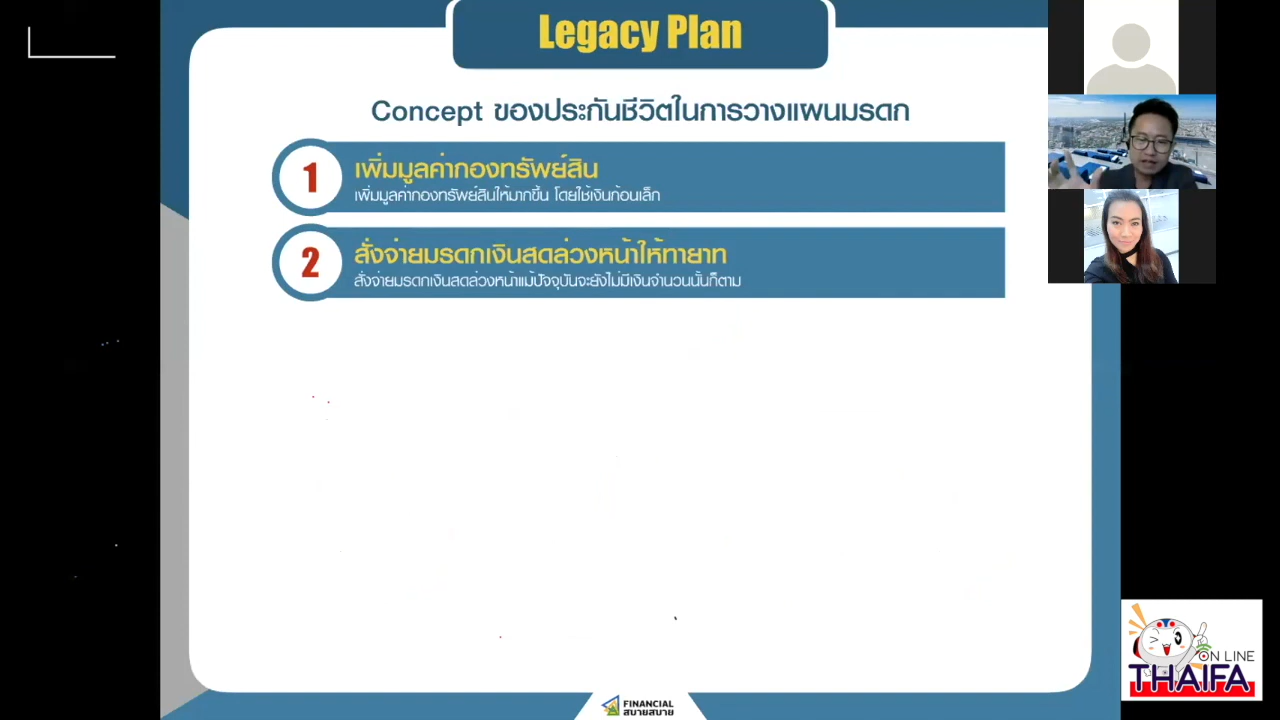 Legacy Plan
Concept ของประกันชีวิตในการวางแผนมรดก
1
เพิ่มมูลค่ากองทรัพย์สิน
เพิ่มมูลค่ากองทรัพย์สินให้มากขึ้น โดยใช้เงินก้อนเล็ก
2
สั่งจ่ายมรดกเงินสดล่วงหน้าให้ทายาท
สั่งจ่ายมรดกเงินสดล่วงหน้าแม้ปัจจุบันจะยังไม่มีเงินจำนวนนั้นก็ตาม
ON LINE
THAIFA
FINANCIAL
สบายสบาย